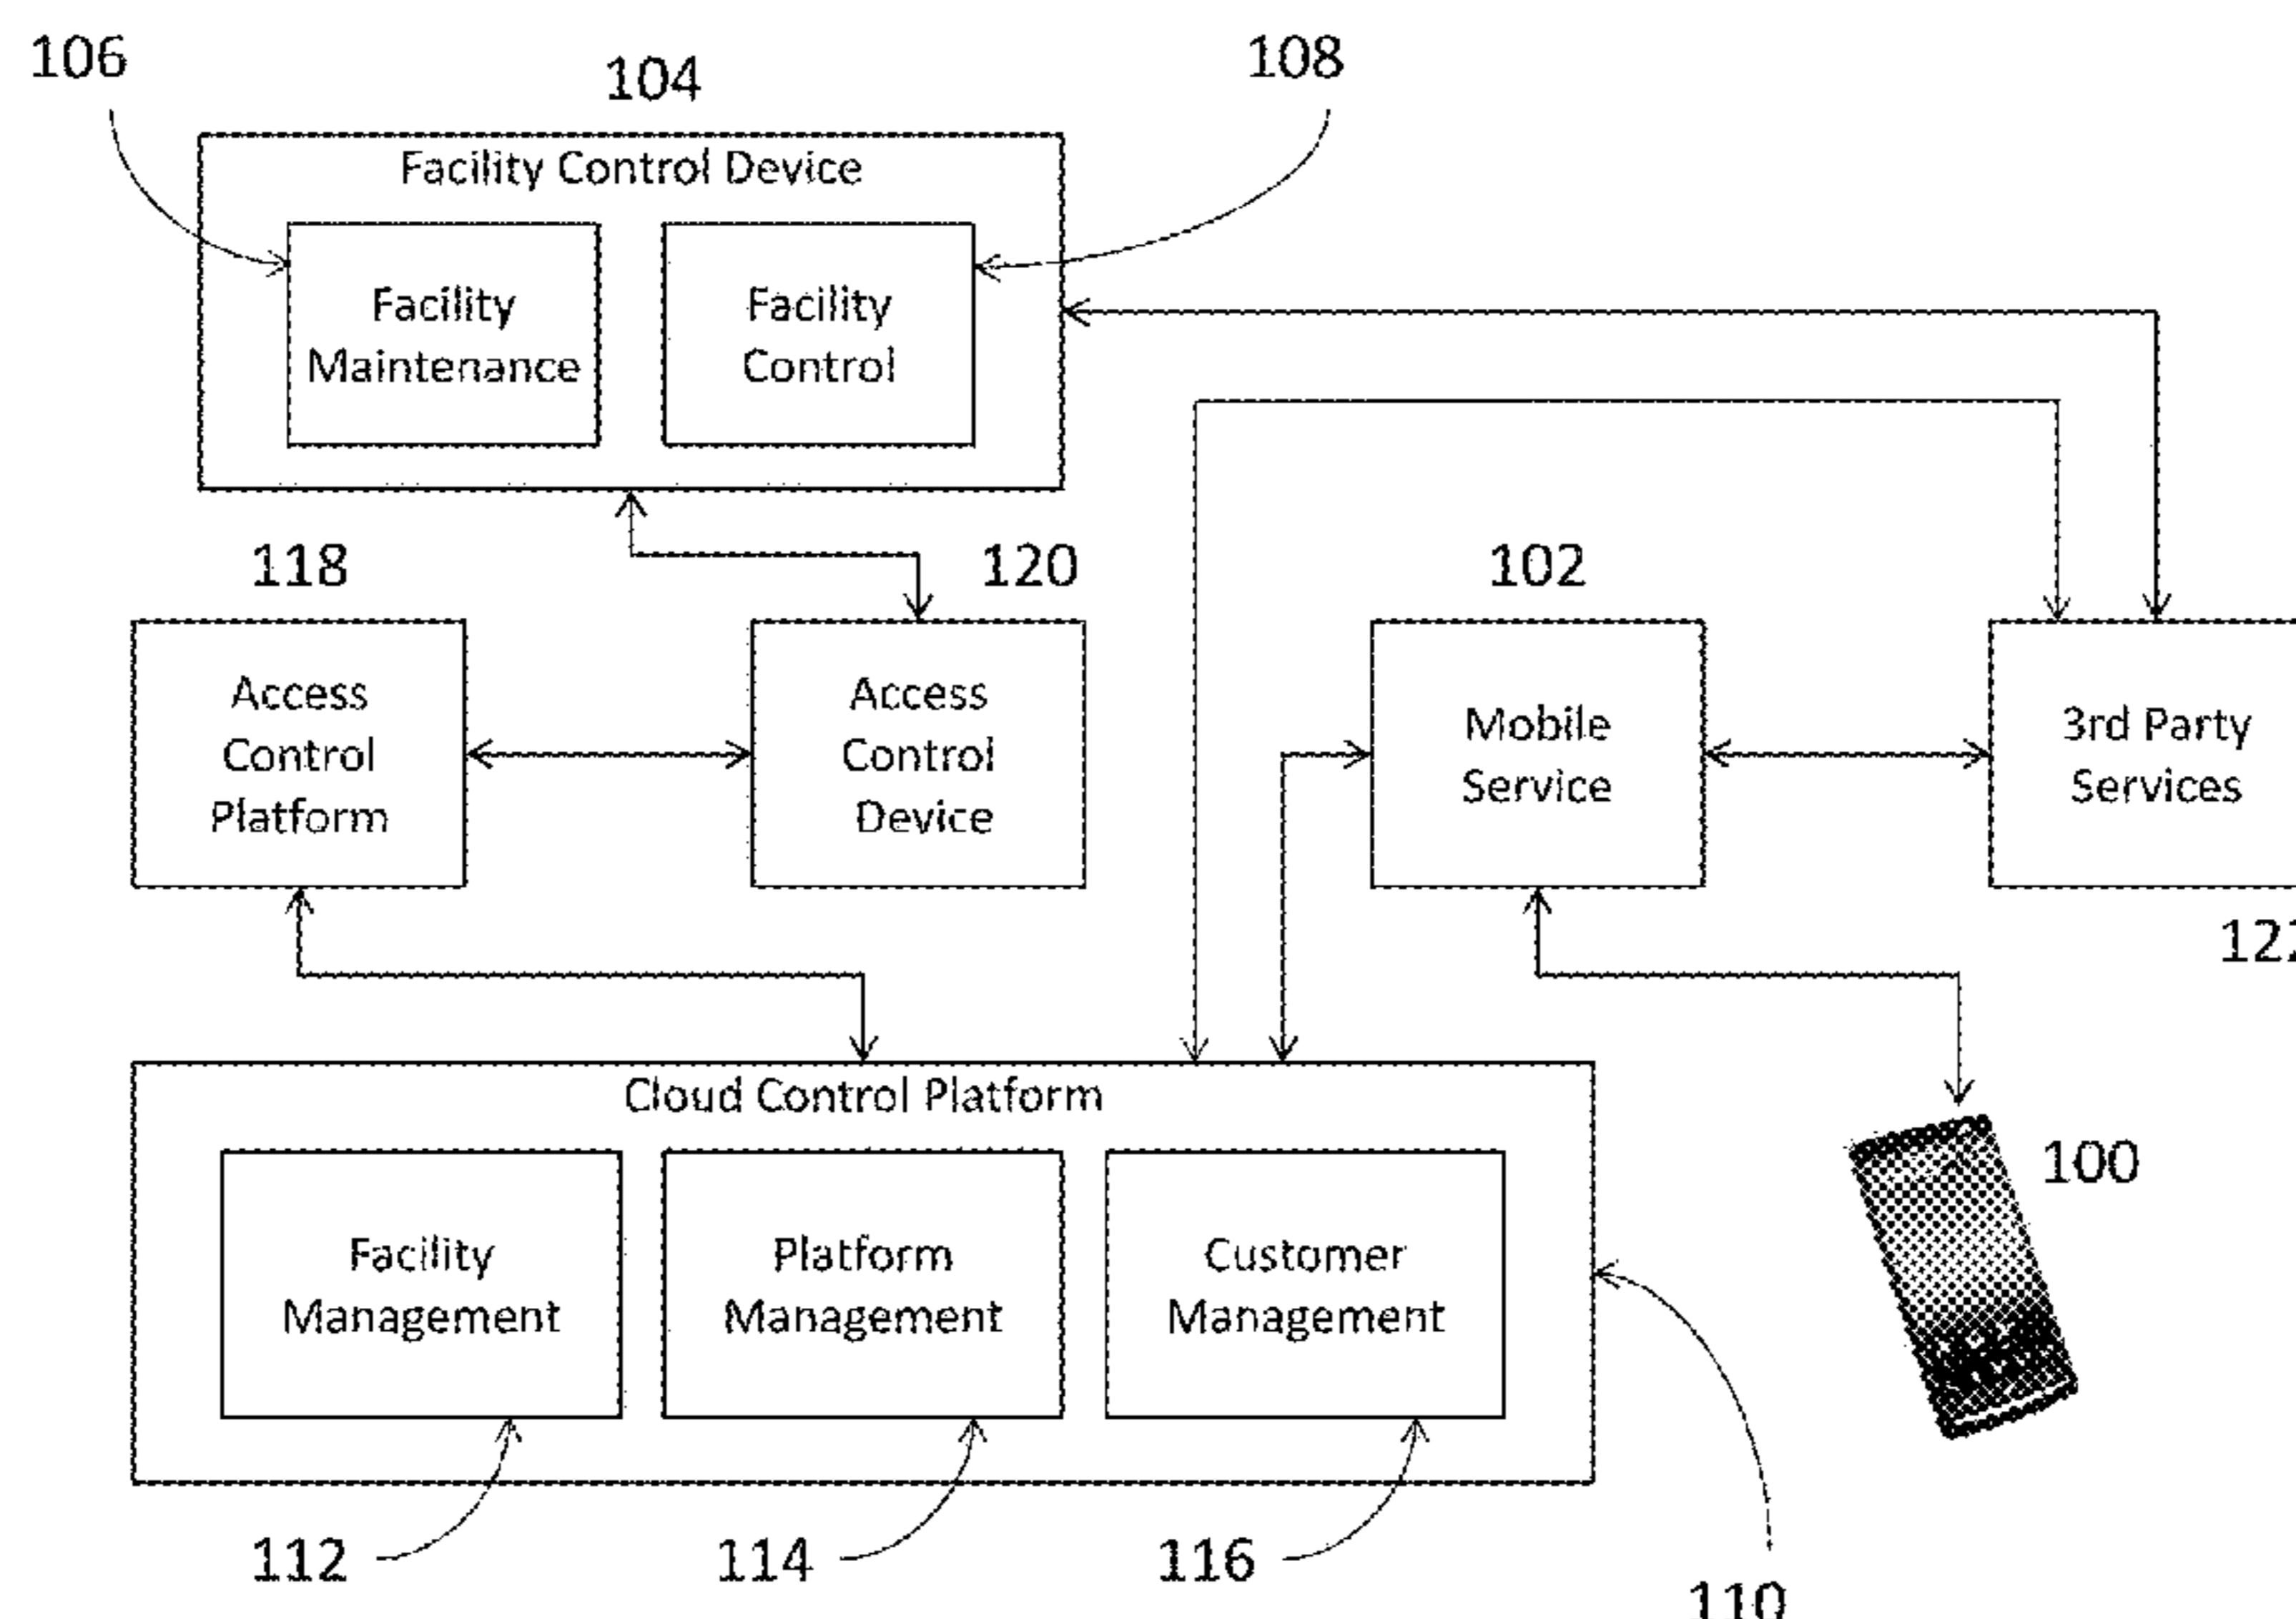 106
104
108
Facility Control Device
Facility
Maintenance
Facility
Control
118
120
102
Access
Control
Platform
Access
Control
Device
Mobile
Service
3rd Party
Services
122
Cloud Control Platform
100
Facility
Management
Platform
Management
Customer
Management
112
114
116
110